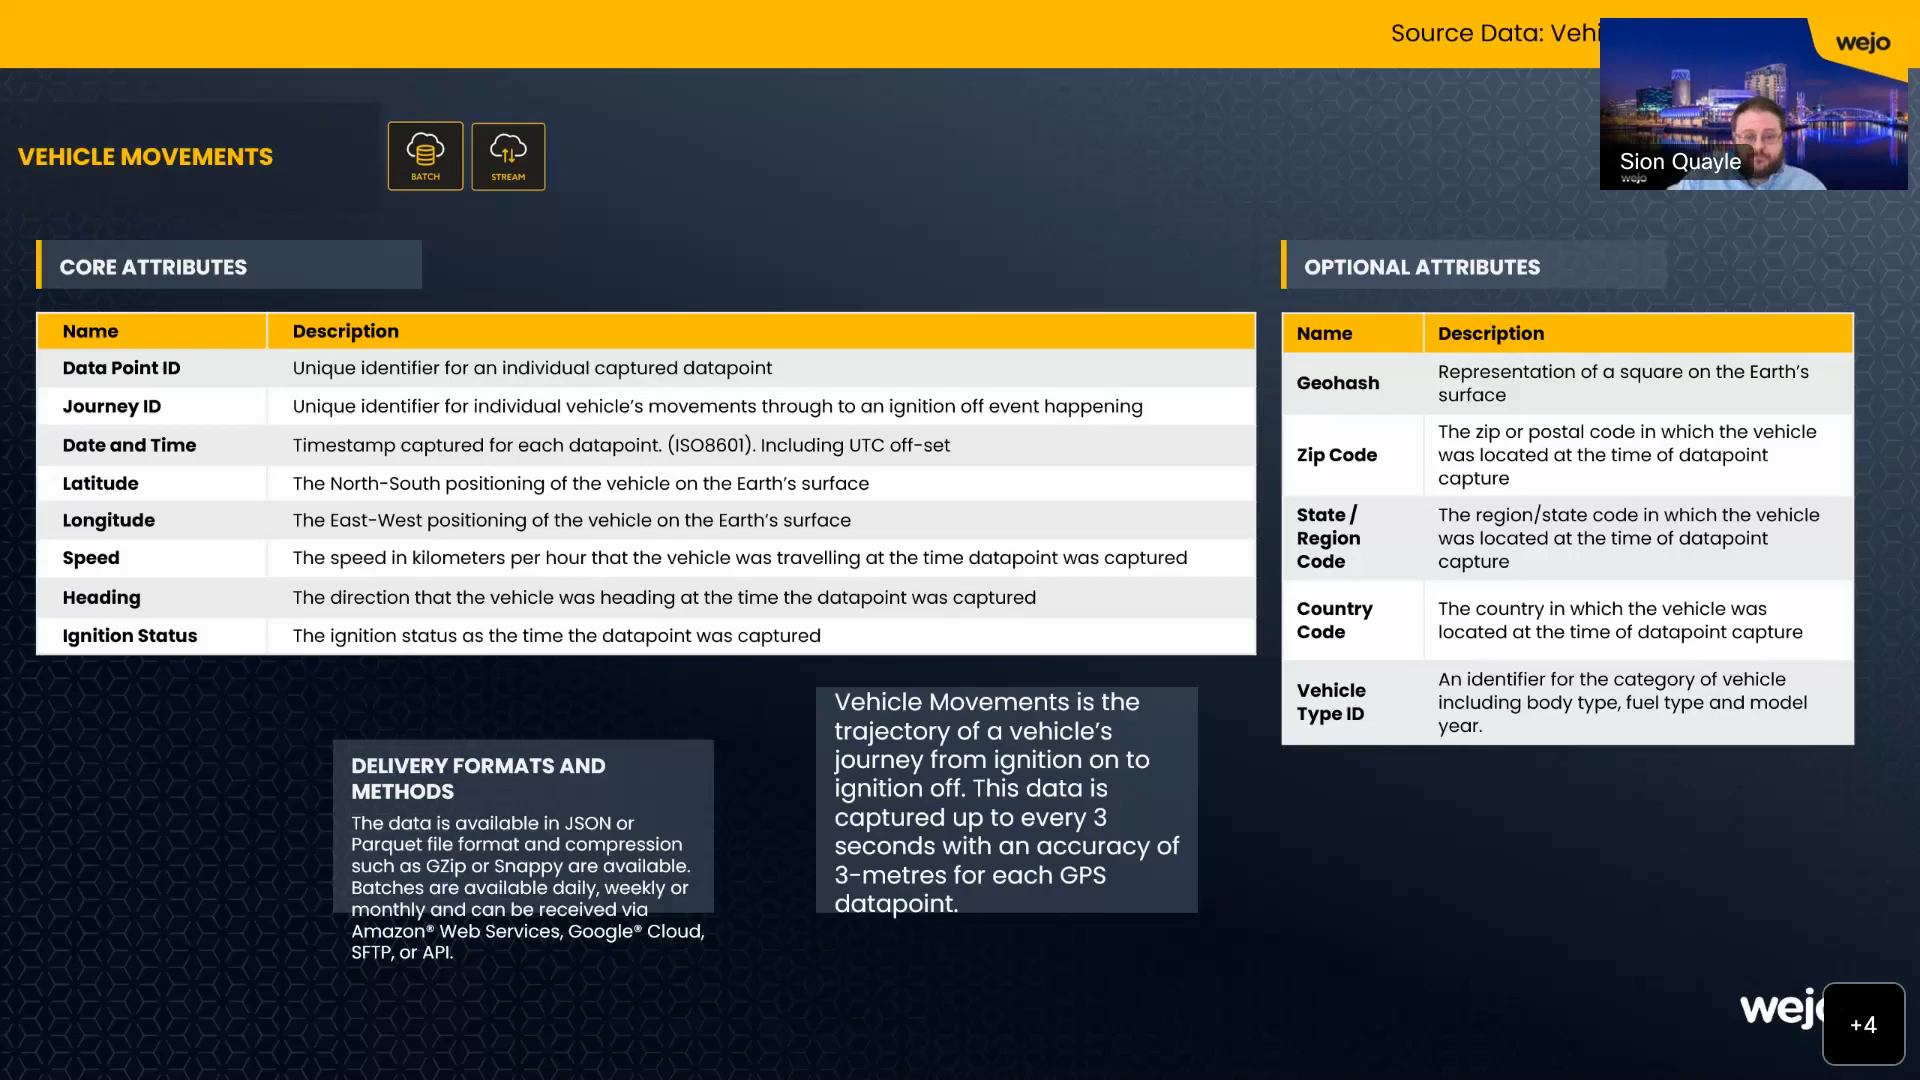 Source Data: Vehi
wejo
Sion Quayle
wejo
VEHICLE MOVEMENTS
BATCH
STREAM
CORE ATTRIBUTES
Name Description
Data Point ID Unique identifier for an individual captured datapoint
Journey ID Unique identifier for individual vehicle’s movements through to an ignition off event happening
Date and Time Timestamp captured for each datapoint. (ISO8601). Including UTC off-set
Latitude The North-South positioning of the vehicle on the Earth’s surface
Longitude The East-West positioning of the vehicle on the Earth’s surface
Speed The speed in kilometers per hour that the vehicle was travelling at the time datapoint was captured
Heading The direction that the vehicle was heading at the time the datapoint was captured
Ignition Status The ignition status as the time the datapoint was captured
OPTIONAL ATTRIBUTES
Name Description
Geohash
Representation of a square on the Earth’s
surface
Zip Code
The zip or postal code in which the vehicle
was located at the time of datapoint
capture
State /
Region
Code
The region/state code in which the vehicle
was located at the time of datapoint
capture
Country
Code
The country in which the vehicle was
located at the time of datapoint capture
Vehicle
Type ID
An identifier for the category of vehicle
including body type, fuel type and model
year.
DELIVERY FORMATS AND
METHODS
The data is available in JSON or
Parquet file format and compression
such as GZip or Snappy are available.
Batches are available daily, weekly or
monthly and can be received via
Amazon® Web Services, Google® Cloud,
SFTP, or API.
Vehicle Movements is the
trajectory of a vehicle’s
journey from ignition on to
ignition off. This data is
captured up to every 3
seconds with an accuracy of
3-metres for each GPS
datapoint.
wejo
+4